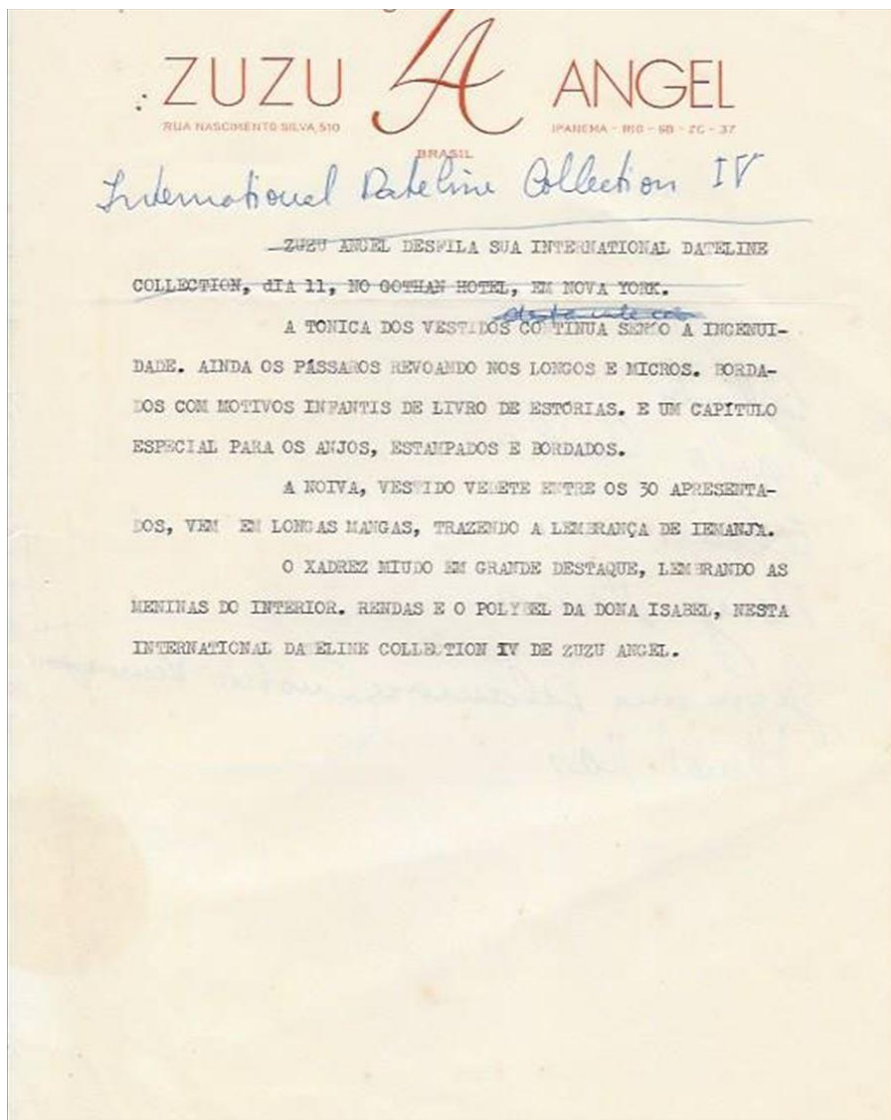 ZUZU ZA ANGEL
RUA NASCIMENTO SILVA, 510
IPANEMA - RIO - GB - ZC - 37
BRASIL
International Dateline Collection IV
ZUZU ANGEL DESFILA SUA INTERNATIONAL DATELINE
COLLECTION, dIA 11, NO GOTHAN HOTEL, EM NOVA YORK.
A TONICA DOS VESTIDOS CONTINUA SENDO A INGENUI-
DADE. AINDA OS PÁSSAROS REVOANDO NOS LONGOS E MICROS. BORDA-
DOS COM MOTIVOS INFANTIS DE LIVRO DE ESTÓRIAS. E UM CAPÍTULO
ESPECIAL PARA OS ANJOS, ESTAMPADOS E BORDADOS.
A NOIVA, VESTIDO VEDETE ENTRE OS 30 APRESENTA-
DOS, VEM EM LONGAS MANGAS, TRAZENDO A LEMBRANÇA DE IEMANJÁ.
O XADREZ MIUDO EM GRANDE DESTAQUE, LEMBRANDO AS
MENINAS DO INTERIOR. RENDAS E O POLYBEL DA DONA ISABEL, NESTA
INTERNATIONAL DATELINE COLLECTION IV DE ZUZU ANGEL.